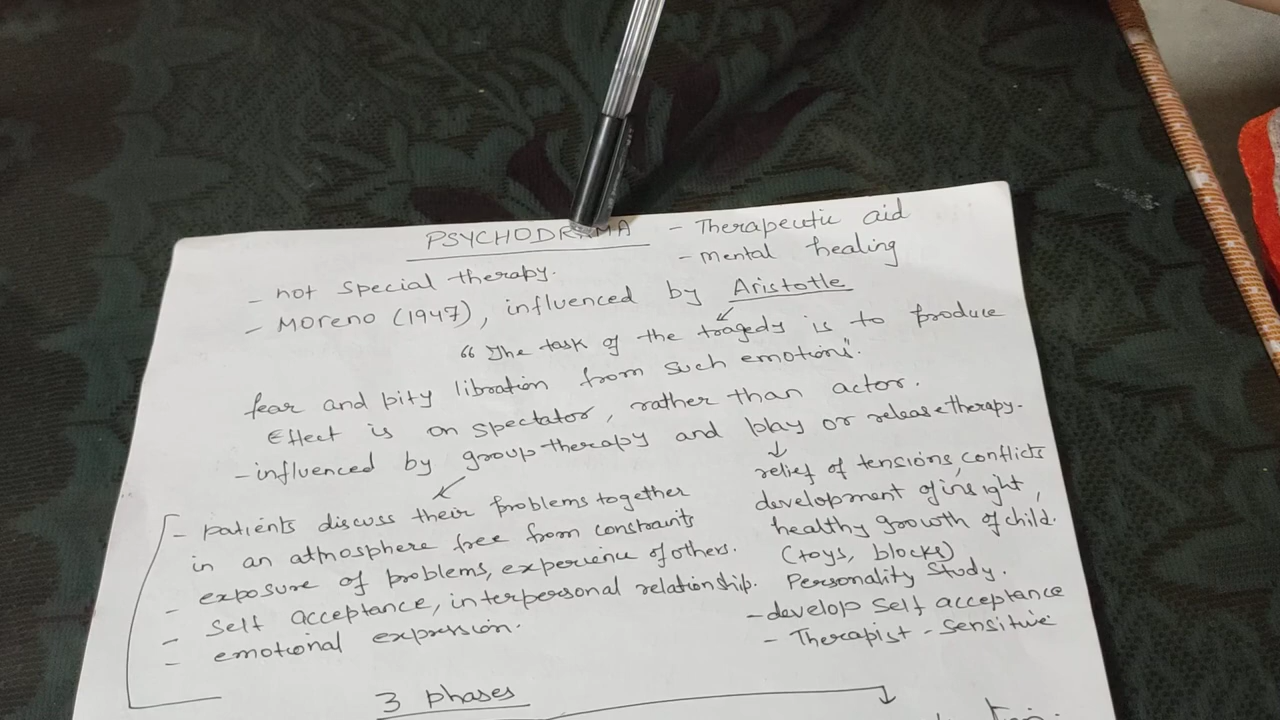 PSYCHODRAMA - Therapeutic aid
- mental healing
- not special therapy.
- Moreno (1947), influenced by Aristotle
"The task of the tragedy is to produce
fear and pity libration from such emotions".
Effect is on spectator, rather than actor.
- influenced by group therapy and play or release therapy.
- patients discuss their problems together
in an atmosphere free from constraints
- exposure of problems, experience of others.
- self acceptance, interpersonal relationship.
- emotional expression.
relief of tensions, conflicts
development of insight,
healthy growth of child.
(toys, blocks)
Personality Study.
- develop self acceptance
- Therapist - sensitive
3 phases